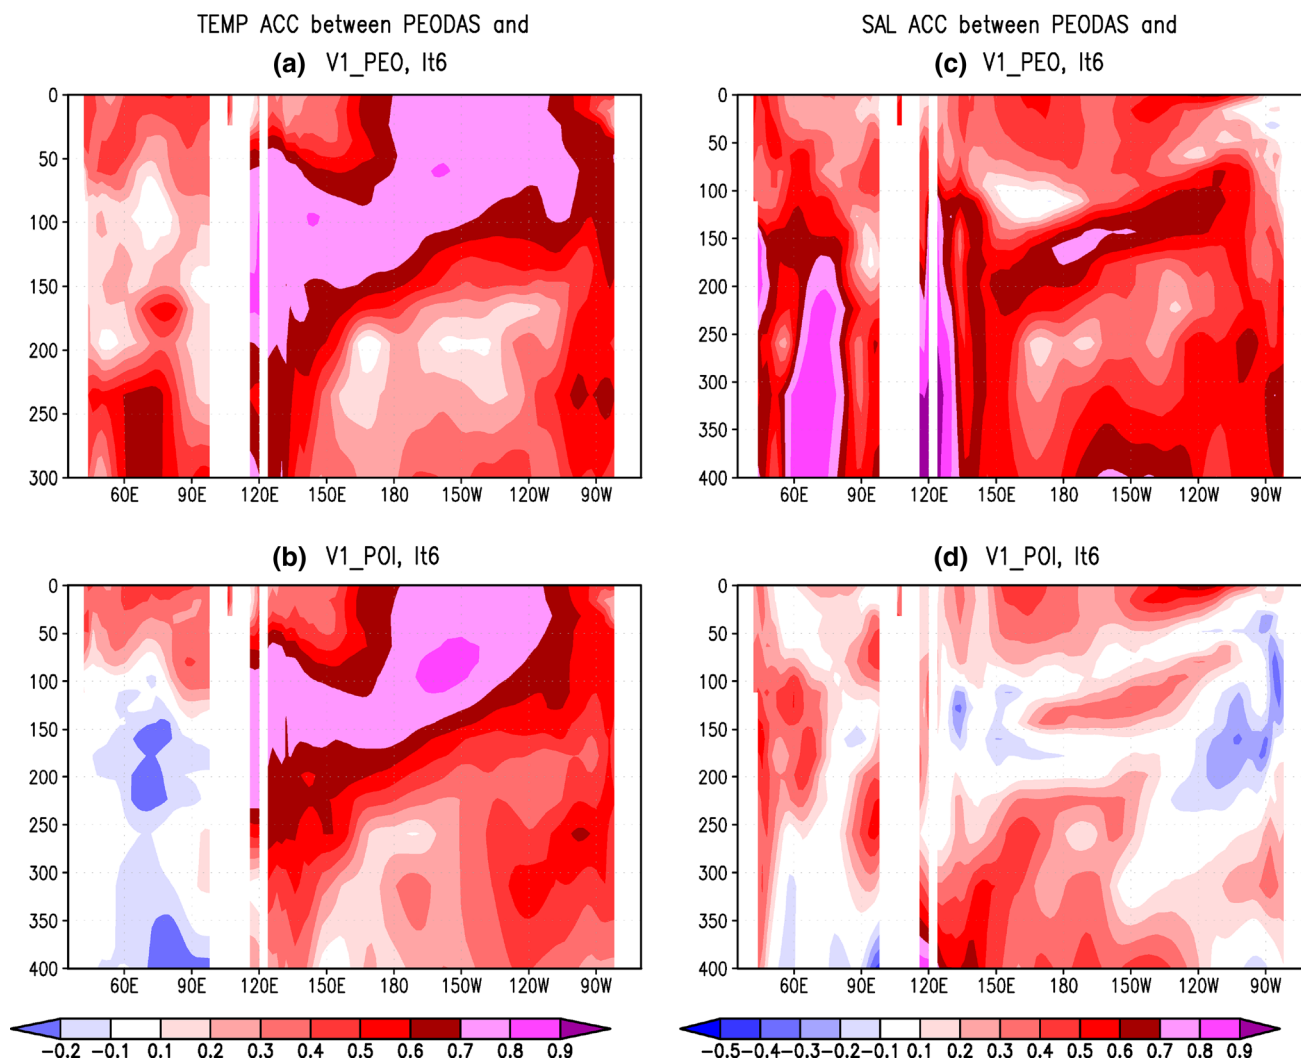 TEMP ACC between PEODAS and
(a) V1_PEO, It6
0
50
100
150
200
250
300
60E 90E 120E 150E 180 150W 120W 90W
SAL ACC between PEODAS and
(c) V1_PEO, It6
0
50
100
150
200
250
300
350
400
60E 90E 120E 150E 180 150W 120W 90W
(b) V1_POI, It6
0
50
100
150
200
250
300
350
400
60E 90E 120E 150E 180 150W 120W 90W
(d) V1_POI, It6
0
50
100
150
200
250
300
350
400
60E 90E 120E 150E 180 150W 120W 90W
-0.2 -0.1 0.1 0.2 0.3 0.4 0.5 0.6 0.7 0.8 0.9
-0.5 -0.4 -0.3 -0.2 -0.1 0.1 0.2 0.3 0.4 0.5 0.6 0.7 0.8 0.9